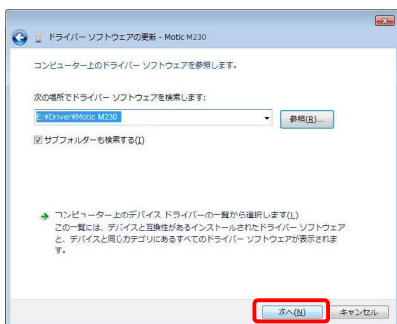 ドライバー ソフトウェアの更新 - Motic M230
コンピューター上のドライバー ソフトウェアを参照します。
次の場所でドライバー ソフトウェアを検索します:
E:¥Driver¥Motic M230
参照(R)...
サブフォルダーも検索する(I)
コンピューター上のデバイス ドライバーの一覧から選択します(L)
この一覧には、デバイスと互換性があるインストールされたドライバー ソフトウェア
と、デバイスと同じカテゴリにあるすべてのドライバー ソフトウェアが表示されま
す。
次へ(N)
キャンセル